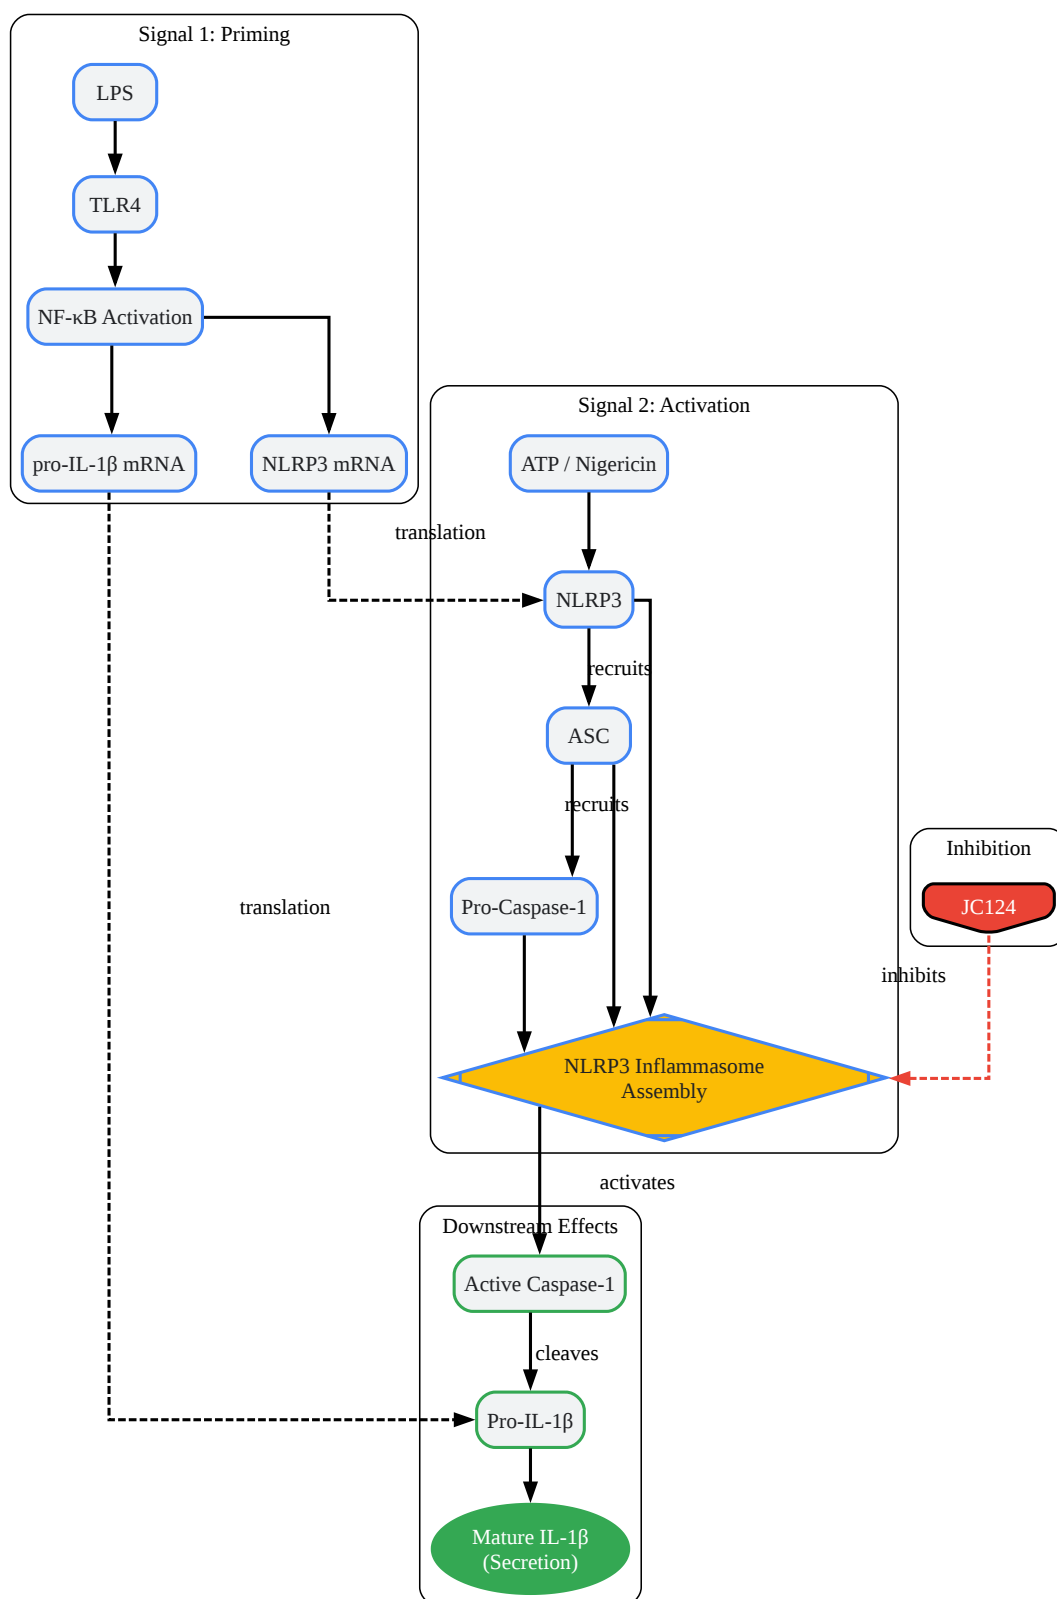 Signal 1: Priming
LPS
TLR4
NF-κB Activation
pro-IL-1β mRNA
NLRP3 mRNA
Signal 2: Activation
ATP / Nigericin
translation
NLRP3
recruits
ASC
recruits
Pro-Caspase-1
translation
Inhibition
JC124
inhibits
NLRP3 Inflammasome
Assembly
activates
Downstream Effects
Active Caspase-1
cleaves
Pro-IL-1β
Mature IL-1β
(Secretion)